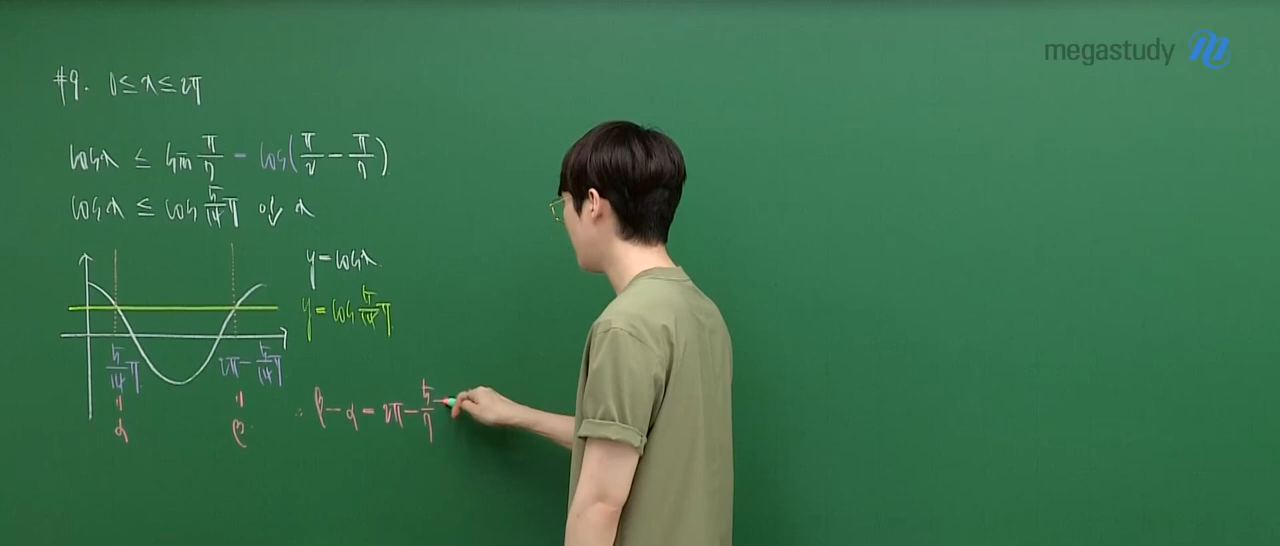 megastudy
#9. 0 ≤ x ≤ 2π
cos x ≤ sin π/7 = cos(π/2 − π/7)
cos x ≤ cos 5/14 π 인 x
y = cos x.
y = cos 5/14 π.
5/14 π. 2π − 5/14 π
= =
α β.
∴ β − α = 2π − 5/7